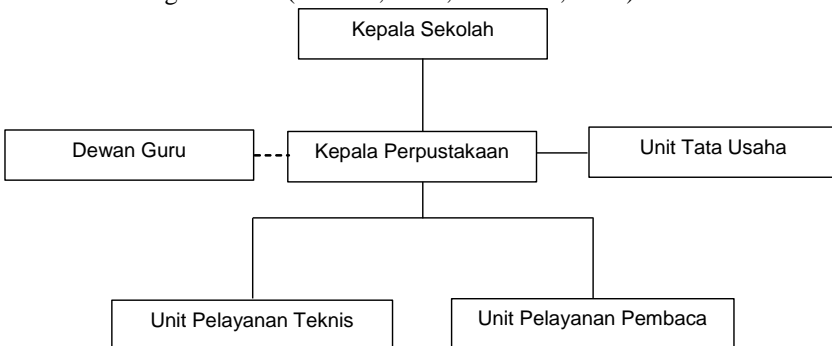 Kepala Sekolah
Dewan Guru
Kepala Perpustakaan
Unit Tata Usaha
Unit Pelayanan Teknis
Unit Pelayanan Pembaca